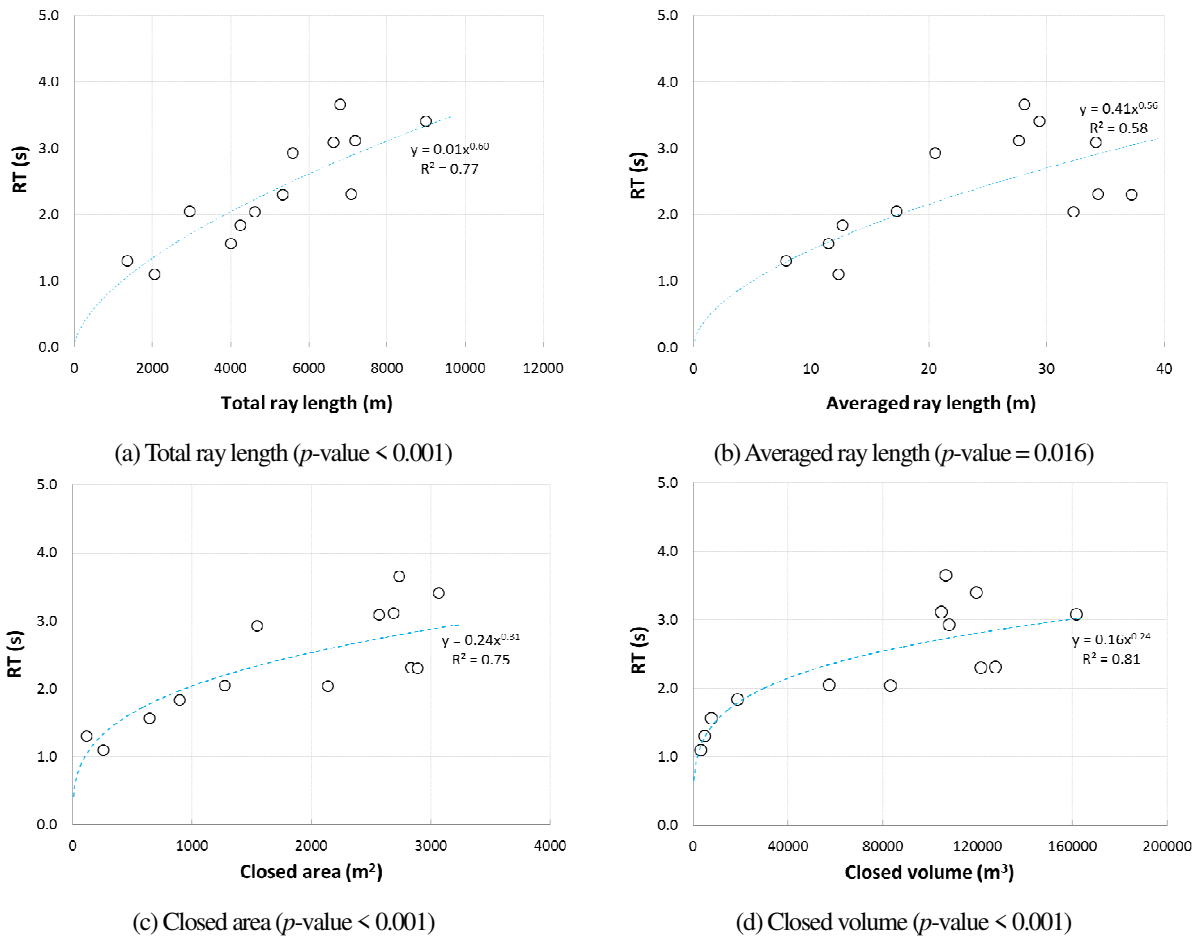 5.0
4.0
3.0
2.0
1.0
0.0
RT (s)
y = 0.01x^0.60
R² = 0.77
0 2000 4000 6000 8000 10000 12000
Total ray length (m)
(a) Total ray length (p-value < 0.001)
5.0
4.0
3.0
2.0
1.0
0.0
RT (s)
y = 0.41x^0.56
R² = 0.58
0 10 20 30 40
Averaged ray length (m)
(b) Averaged ray length (p-value = 0.016)
5.0
4.0
3.0
2.0
1.0
0.0
RT (s)
y = 0.24x^0.31
R² = 0.75
0 1000 2000 3000 4000
Closed area (m²)
(c) Closed area (p-value < 0.001)
5.0
4.0
3.0
2.0
1.0
0.0
RT (s)
y = 0.16x^0.24
R² = 0.81
0 40000 80000 120000 160000 200000
Closed volume (m³)
(d) Closed volume (p-value < 0.001)